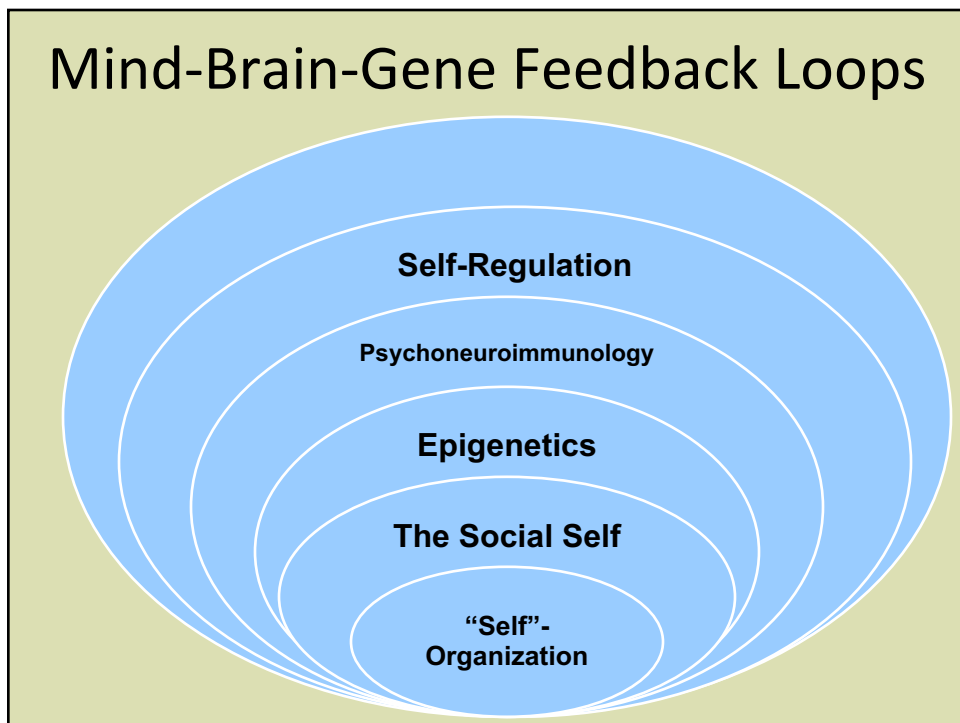 Mind-Brain-Gene Feedback Loops
Self-Regulation
Psychoneuroimmunology
Epigenetics
The Social Self
“Self”-
Organization